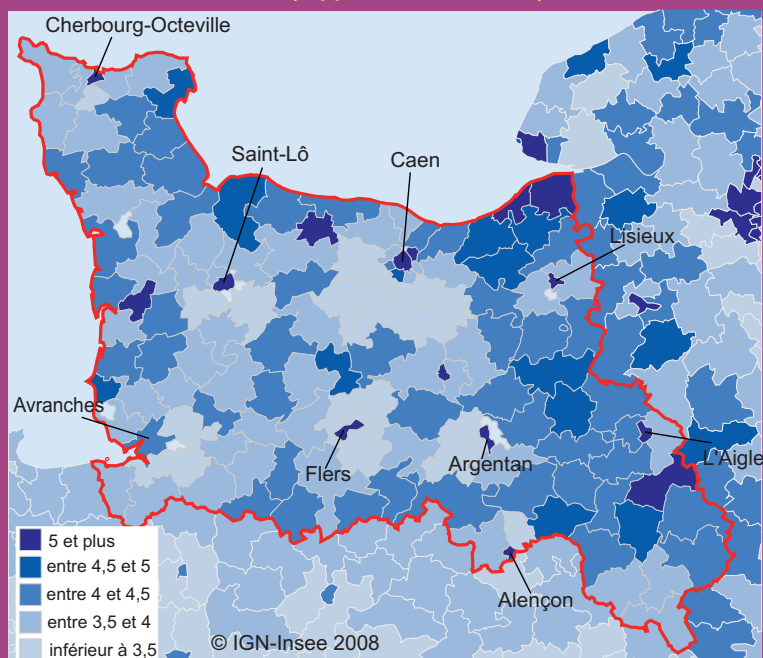 Cherbourg-Octeville
Saint-Lô
Caen
Lisieux
Avranches
Flers
Argentan
L'Aigle
Alençon
5 et plus
entre 4,5 et 5
entre 4 et 4,5
entre 3,5 et 4
inférieur à 3,5
© IGN-Insee 2008